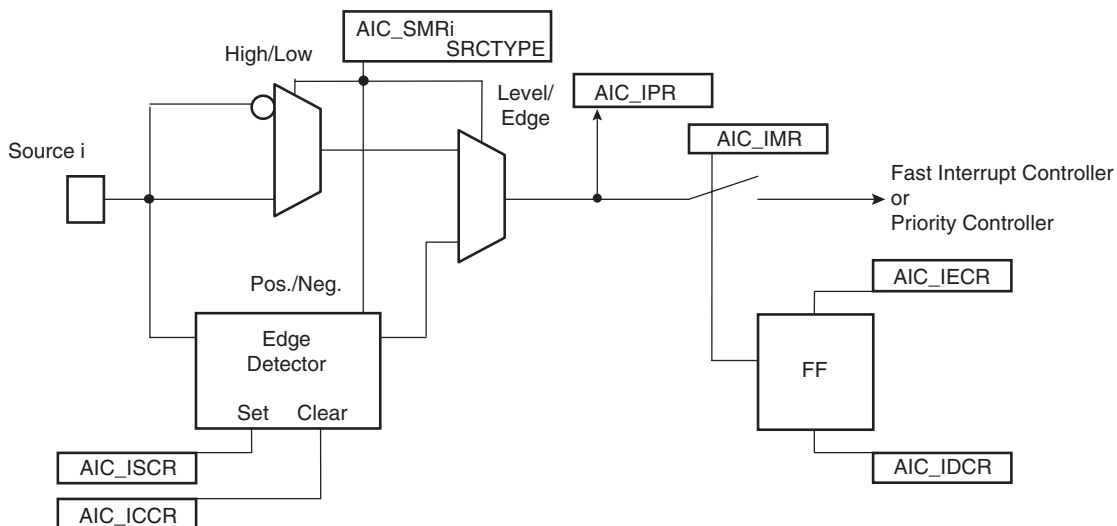 AIC_SMRi
SRCTYPE
High/Low
Level/
Edge
AIC_IPR
AIC_IMR
Source i
Fast Interrupt Controller
or
Priority Controller
Pos./Neg.
AIC_IECR
Edge
Detector
FF
Set Clear
AIC_ISCR
AIC_IDCR
AIC_ICCR